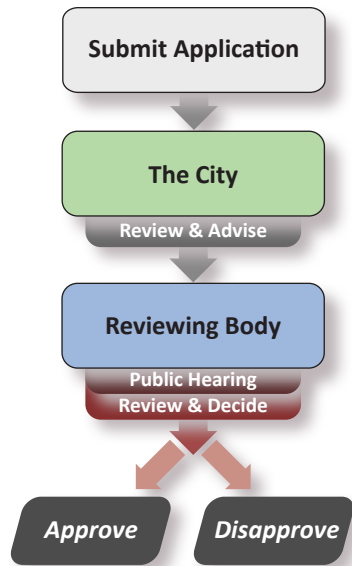 Submit Application
The City
Review & Advise
Reviewing Body
Public Hearing
Review & Decide
Approve
Disapprove